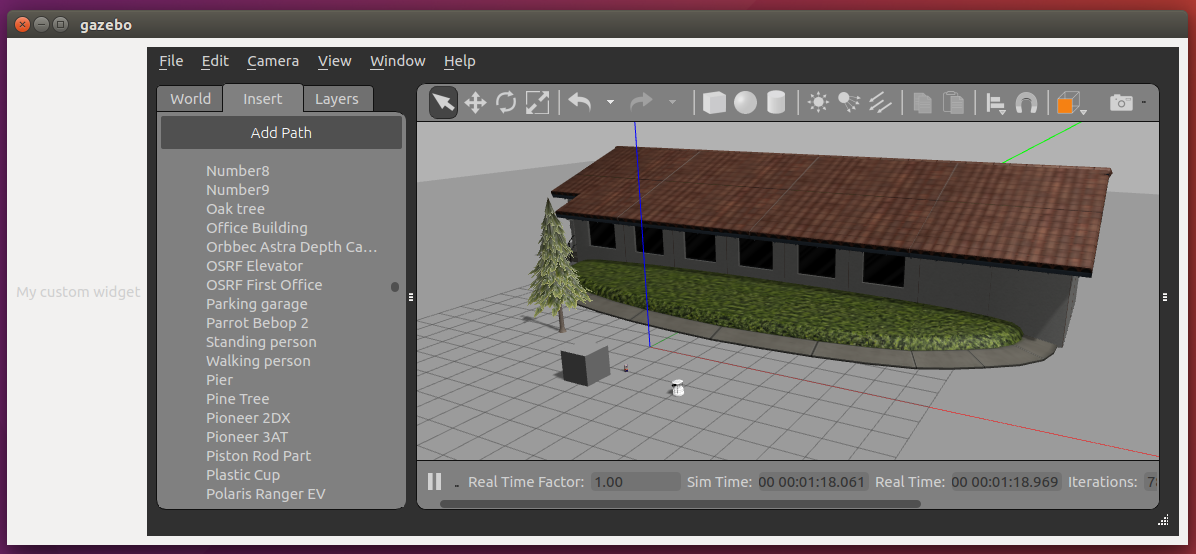 gazebo
File Edit Camera View Window Help
World Insert Layers
Add Path
Number8
Number9
Oak tree
Office Building
Orbbec Astra Depth Ca...
OSRF Elevator
OSRF First Office
Parking garage
Parrot Bebop 2
Standing person
Walking person
Pier
Pine Tree
Pioneer 2DX
Pioneer 3AT
Piston Rod Part
Plastic Cup
Polaris Ranger EV
My custom widget
Real Time Factor: 1.00 Sim Time: 00 00:01:18.061 Real Time: 00 00:01:18.969 Iterations: